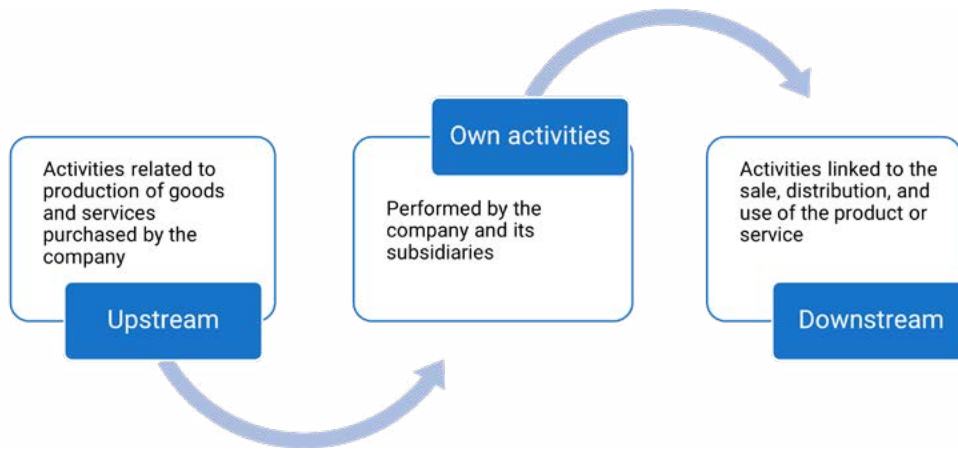 Activities related to
production of goods
and services
purchased by the
company
Upstream
Own activities
Performed by the
company and its
subsidiaries
Activities linked to the
sale, distribution, and
use of the product or
service
Downstream